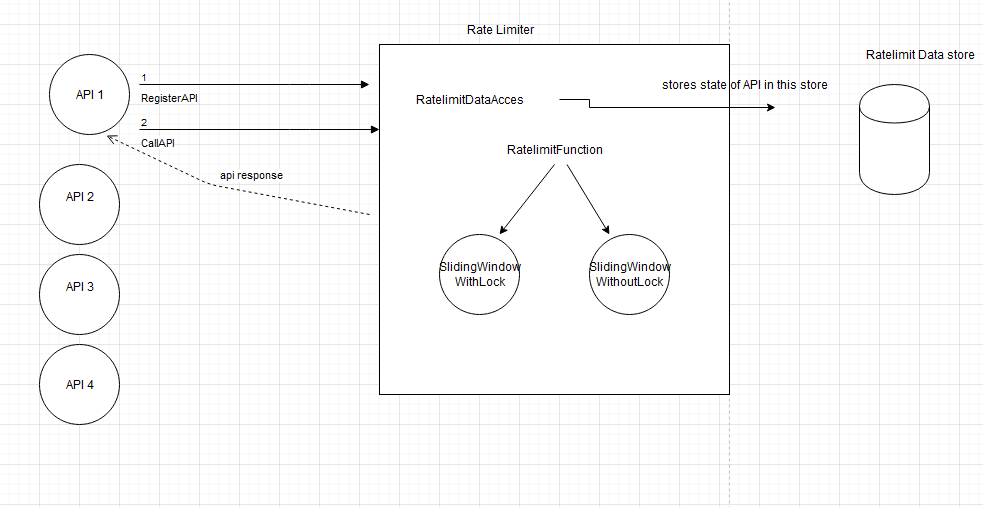 Rate Limiter
Ratelimit Data store
1
API 1
RegisterAPI
stores state of API in this store
RatelimitDataAcces
2
CallAPI
RatelimitFunction
api response
API 2
SlidingWindow
WithLock
SlidingWindow
WithoutLock
API 3
API 4